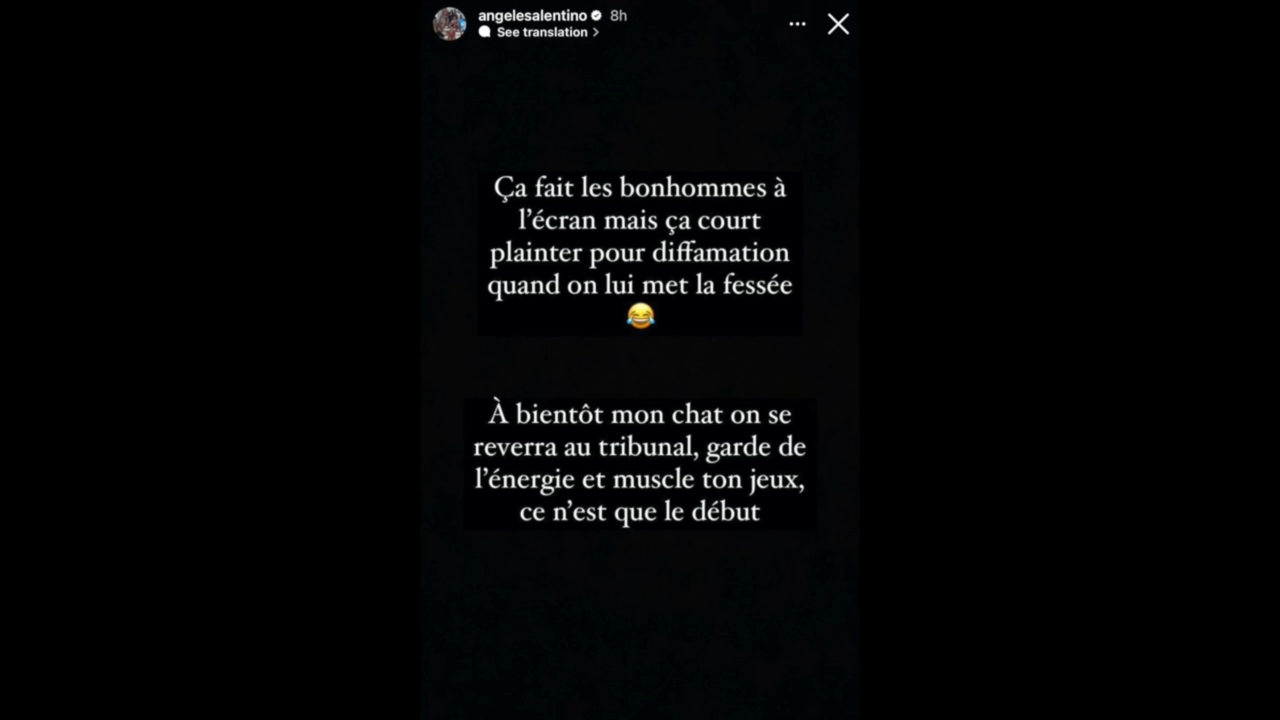 angelesalentino 8h
See translation >
Ça fait les bonhommes à
l’écran mais ça court
plainter pour diffamation
quand on lui met la fessée
😂
À bientôt mon chat on se
reverra au tribunal, garde de
l’énergie et muscle ton jeux,
ce n’est que le début